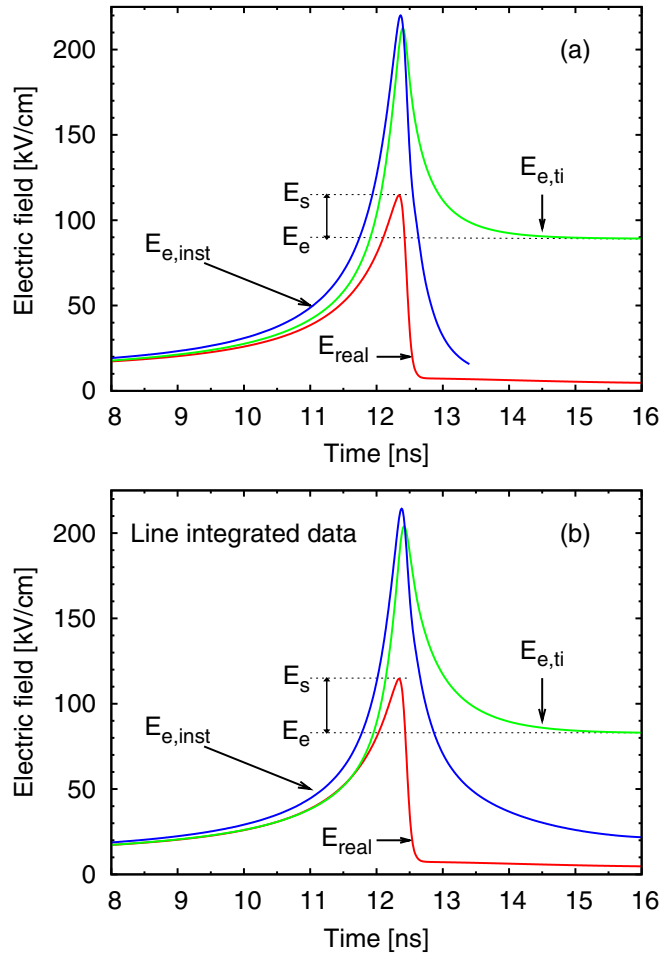 (a)
Electric field [kV/cm]
200
150
100
50
0
E_s
E_e
E_e,ti
E_e,inst
E_real
8 9 10 11 12 13 14 15 16
Time [ns]
Line integrated data (b)
Electric field [kV/cm]
200
150
100
50
0
E_s
E_e
E_e,ti
E_e,inst
E_real
8 9 10 11 12 13 14 15 16
Time [ns]